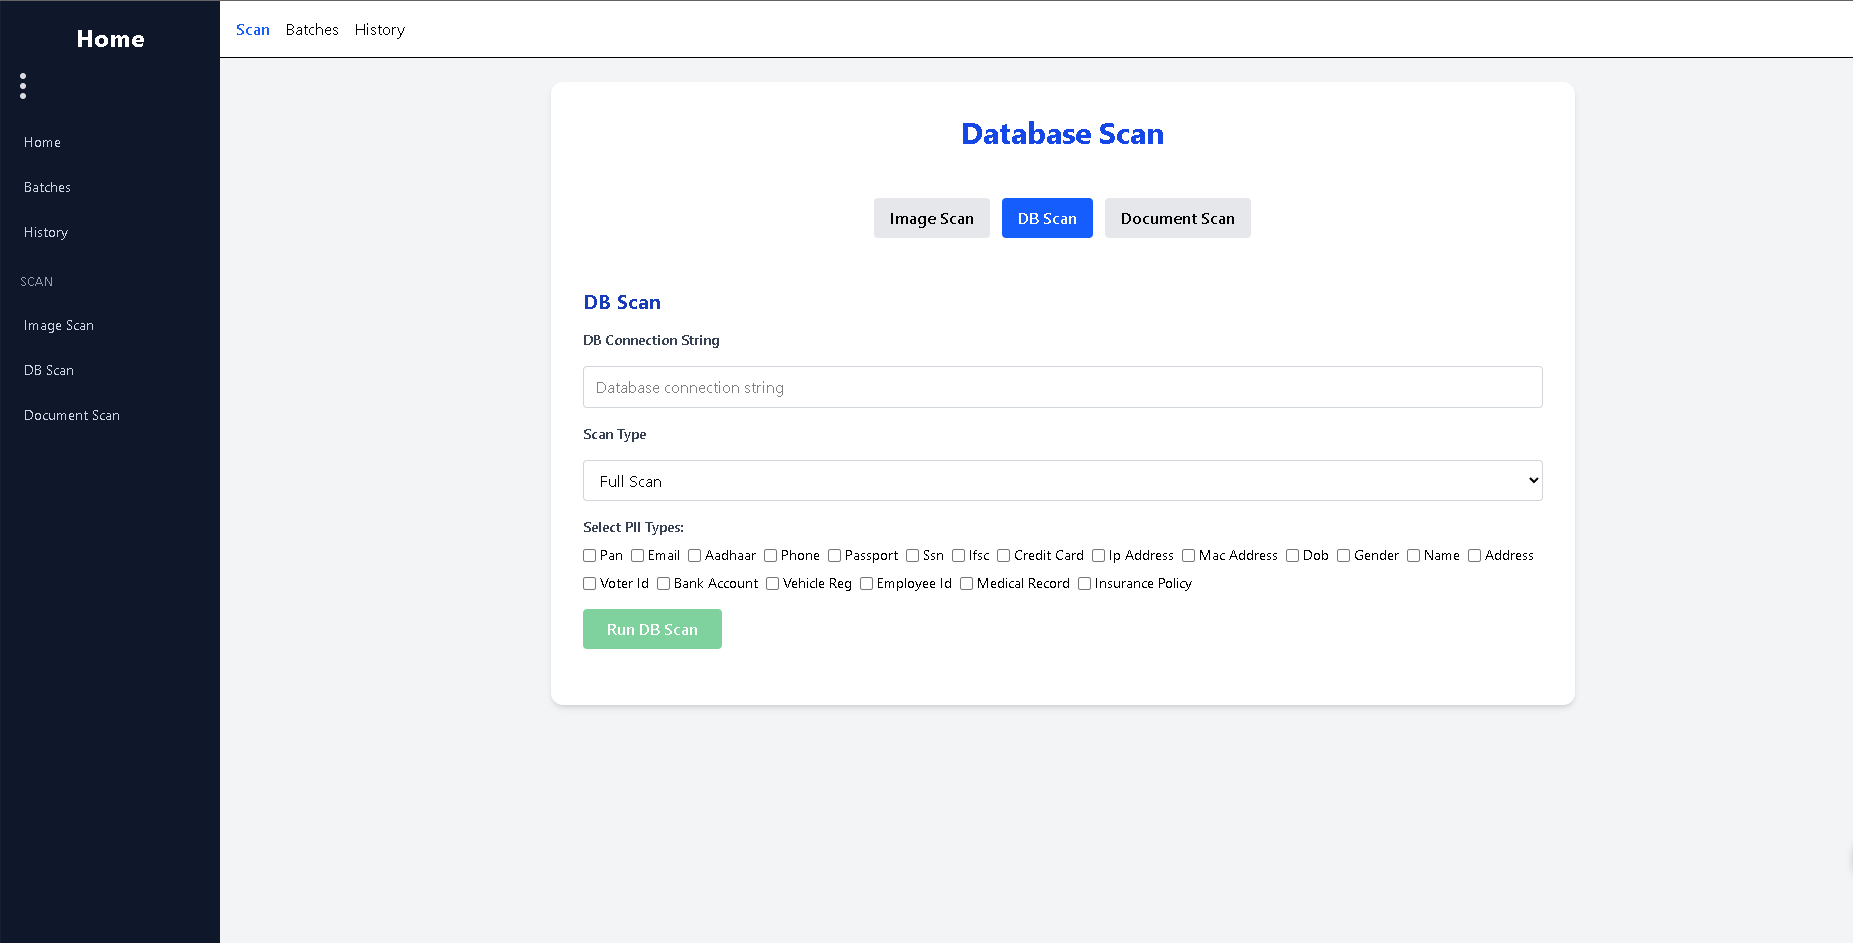 Home
Home
Batches
History
SCAN
Image Scan
DB Scan
Document Scan
Scan Batches History
Database Scan
Image Scan DB Scan Document Scan
DB Scan
DB Connection String
Database connection string
Scan Type
Full Scan
Select PII Types:
Pan Email Aadhaar Phone Passport Ssn Ifsc Credit Card Ip Address Mac Address Dob Gender Name Address
Voter Id Bank Account Vehicle Reg Employee Id Medical Record Insurance Policy
Run DB Scan